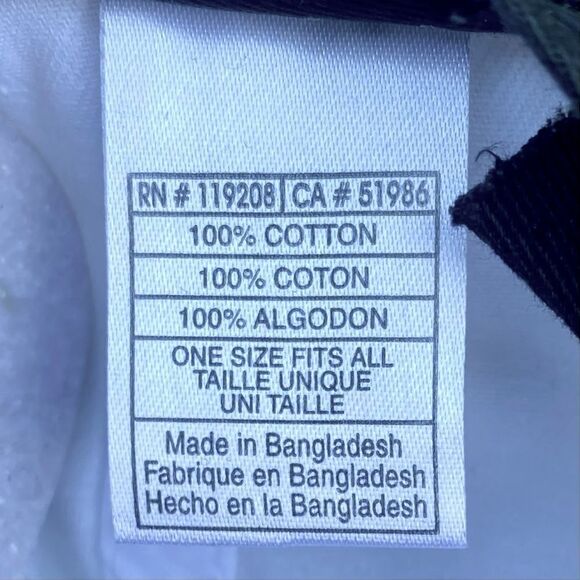 RN # 119208 CA # 51986
100% COTTON
100% COTON
100% ALGODON
ONE SIZE FITS ALL
TAILLE UNIQUE
UNI TAILLE
Made in Bangladesh
Fabrique en Bangladesh
Hecho en la Bangladesh